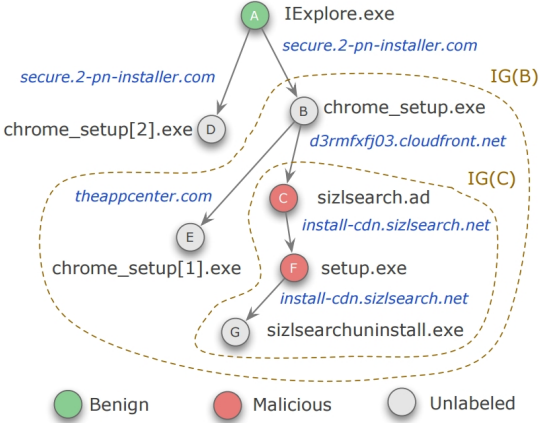 A
IExplore.exe
secure.2-pn-installer.com
secure.2-pn-installer.com
IG(B)
B
chrome_setup.exe
chrome_setup[2].exe
D
d3rmfxfj03.cloudfront.net
IG(C)
theappcenter.com
C
sizlsearch.ad
install-cdn.sizlsearch.net
E
chrome_setup[1].exe
F
setup.exe
install-cdn.sizlsearch.net
G
sizlsearchuninstall.exe
Benign
Malicious
Unlabeled